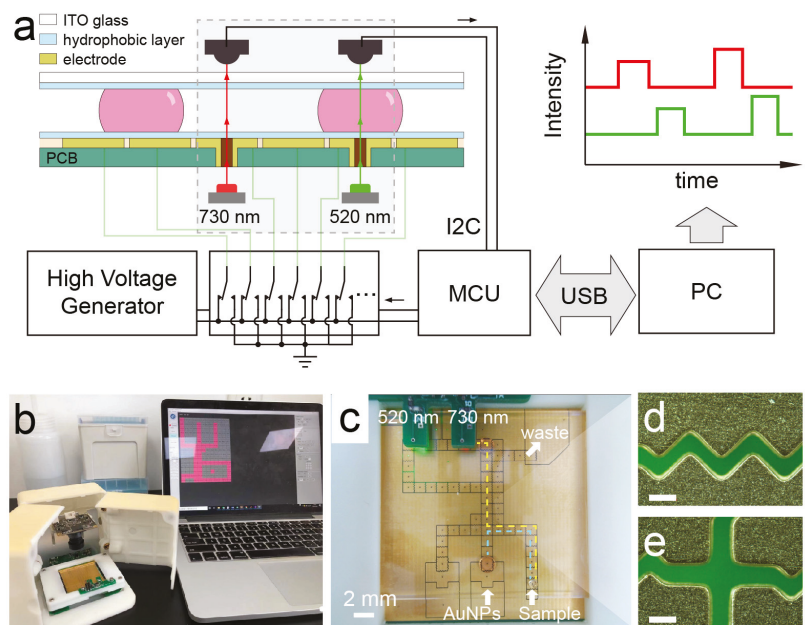 a
ITO glass
hydrophobic layer
electrode
PCB
730 nm
520 nm
I2C
High Voltage
Generator
MCU
USB
PC
Intensity
time
b
c
520 nm
730 nm
waste
2 mm
AuNPs
Sample
d
e